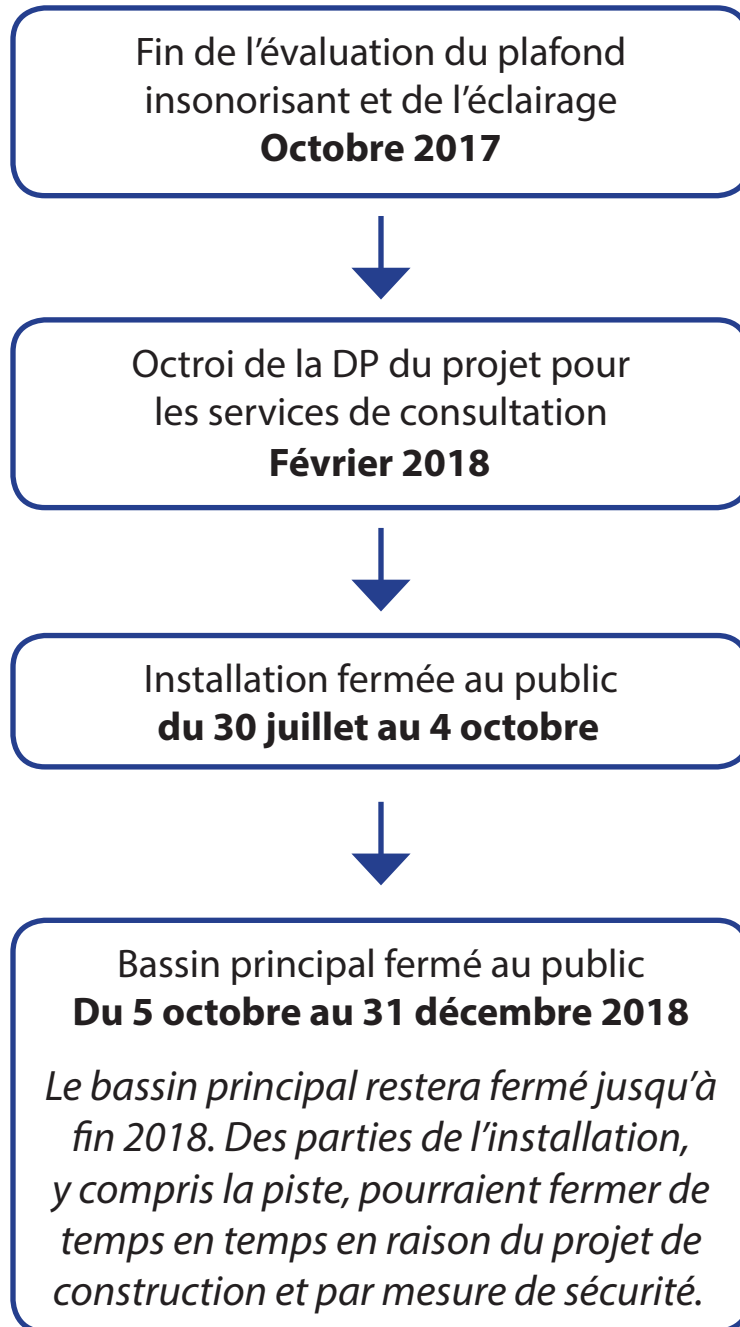 Fin de l’évaluation du plafond
insonorisant et de l’éclairage
Octobre 2017
Octroi de la DP du projet pour
les services de consultation
Février 2018
Installation fermée au public
du 30 juillet au 4 octobre
Bassin principal fermé au public
Du 5 octobre au 31 décembre 2018
Le bassin principal restera fermé jusqu’à
fin 2018. Des parties de l’installation,
y compris la piste, pourraient fermer de
temps en temps en raison du projet de
construction et par mesure de sécurité.